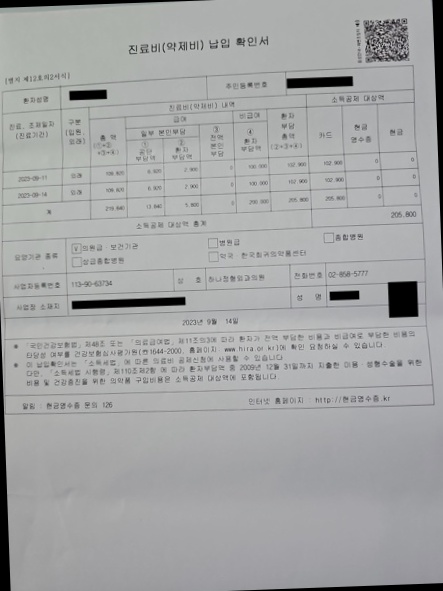 진료비(약제비) 납입 확인서
[별지 제12호의2서식]
환자성명 주민등록번호
진료, 조제일자 (진료기간) 구분 (입원, 외래) 진료비(약제비) 내역 소득공제 대상액
급여 비급여 환자 부담 총액 (②+③+④) 카드 현금 영수증 현금
총 액 일부 본인부담 ③ 전액 본인 부담 ④ 환자 부담액
① 공단 부담액 ② 환자 부담액
2023-08-11 외래 109,820 6,920 2,900 0 100,000 102,900 102,900 0 0
2023-09-14 외래 109,820 6,920 2,900 0 100,000 102,900 102,900 0 0
계 219,640 13,840 5,800 0 200,000 205,800 205,800 0 0
소득공제 대상액 총계 205,800
요양기관 종류 ☑의원급·보건기관 □병원급 □종합병원
□상급종합병원 □약국·한국희귀의약품센터
사업자등록번호 113-90-63734 상 호 하나정형외과의원 전화번호 02-858-5777
사업장 소재지 성 명
2023년 9월 14일
※ 「국민건강보험법」제48조 또는 「의료급여법」제11조의3에 따라 환자가 전액 부담한 비용과 비급여로 부담한 비용의
타당성 여부를 건강보험심사평가원(☎1644-2000, 홈페이지 : www.hira.or.kr)에 확인 요청하실 수 있습니다.
※ 이 납입확인서는 「소득세법」에 따른 의료비 공제신청에 사용할 수 있습니다.
다만, 「소득세법 시행령」제110조제2항 에 따라 환자부담액 중 2009년 12월 31일까지 지출한 미용·성형수술을 위한
비용 및 건강증진을 위한 의약품 구입비용은 소득공제 대상액에 포함됩니다.
알림 : 현금영수증 문의 126 인터넷 홈페이지 : http://현금영수증.kr